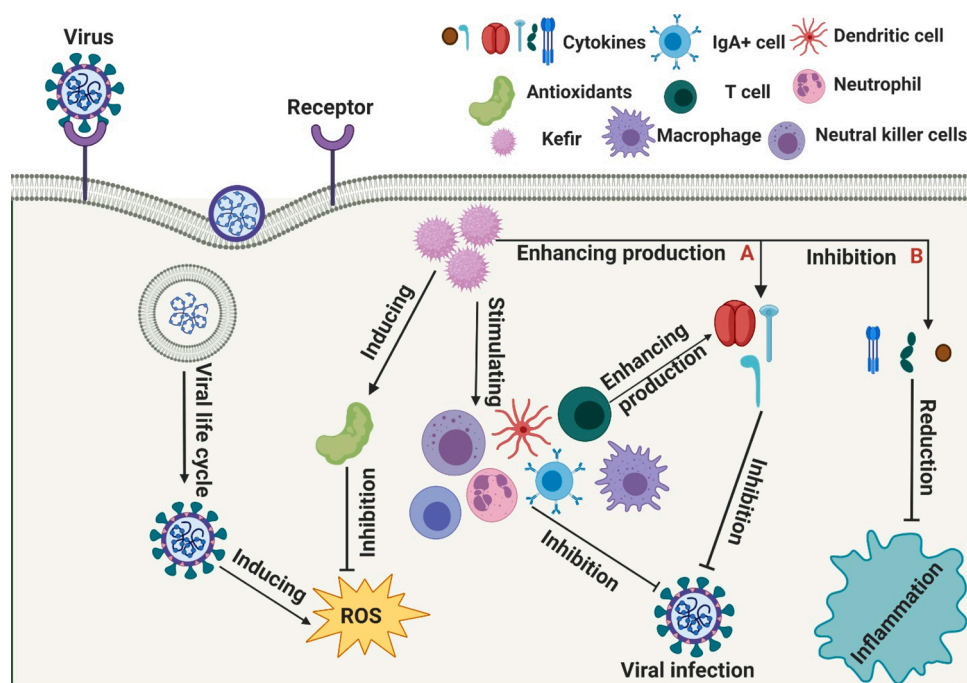 Virus
Receptor
Cytokines
IgA+ cell
Dendritic cell
Antioxidants
T cell
Neutrophil
Kefir
Macrophage
Neutral killer cells
Enhancing production A
Inhibition B
Inducing
Stimulating
Enhancing
production
Viral life cycle
Reduction
Inhibition
Inhibition
Inhibition
Inducing
ROS
Inflammation
Viral infection